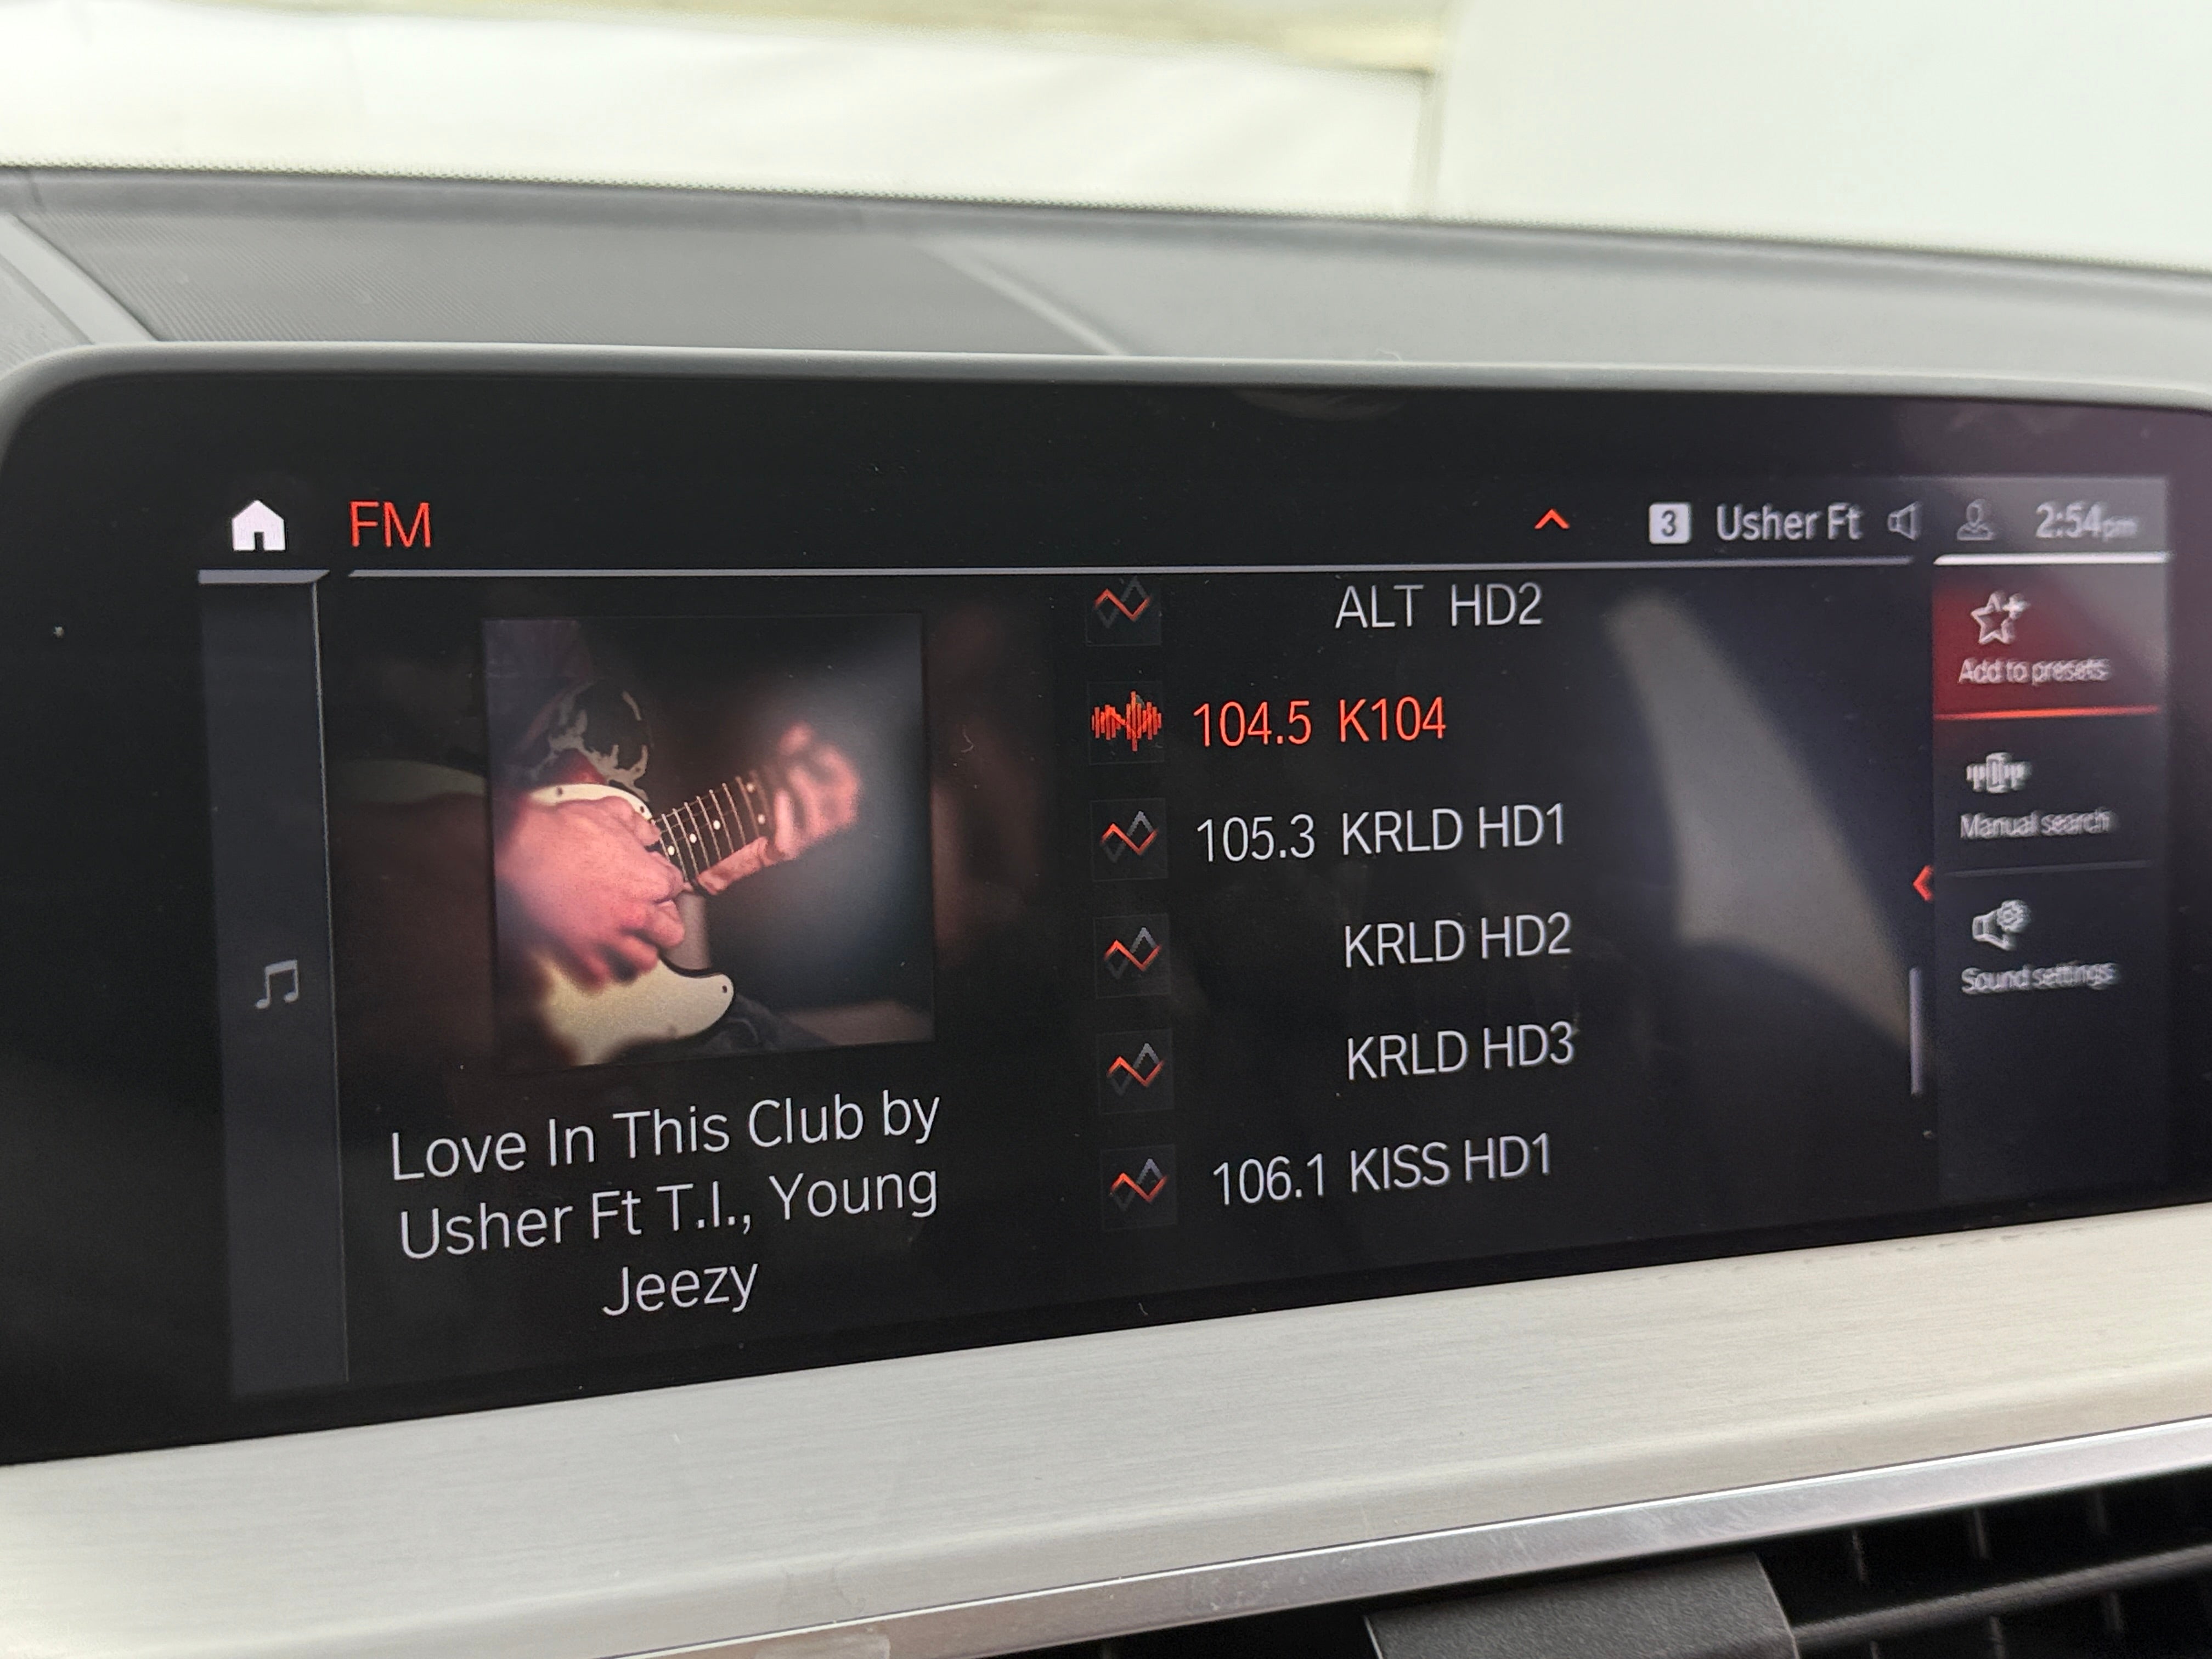 FM
3 Usher Ft 2:54pm
ALT HD2
104.5 K104
105.3 KRLD HD1
KRLD HD2
KRLD HD3
106.1 KISS HD1
Love In This Club by
Usher Ft T.I., Young
Jeezy
Add to presets
Manual search
Sound settings